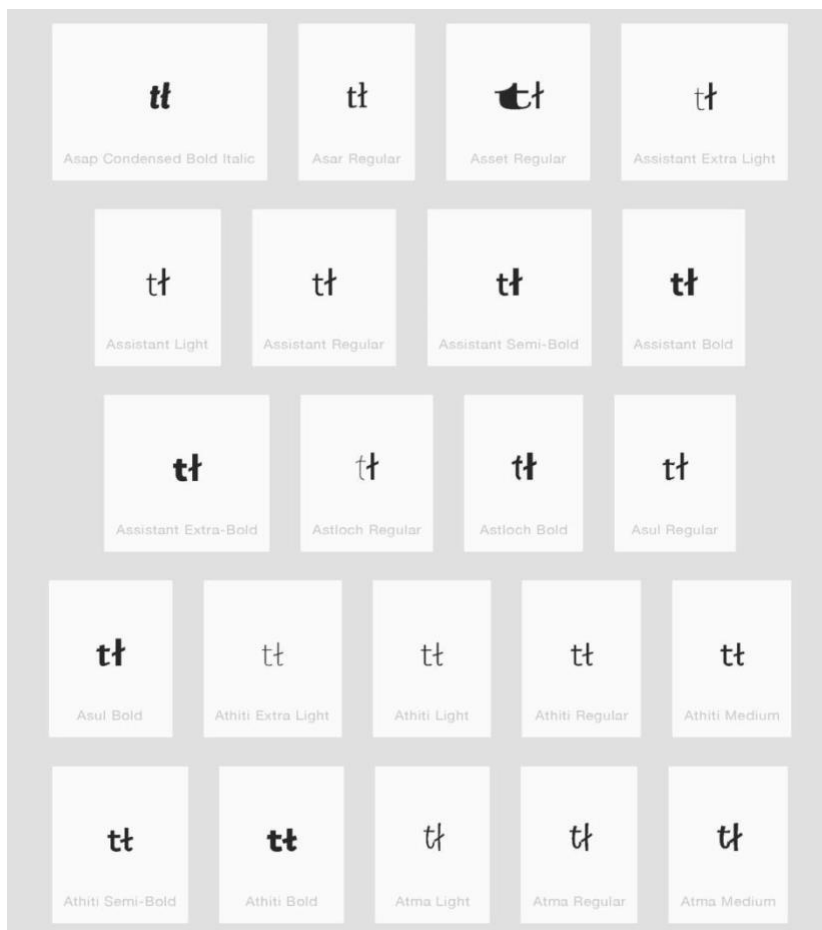 tł tł tł tł
Asap Condensed Bold Italic Asar Regular Asset Regular Assistant Extra Light
tł tł tł tł
Assistant Light Assistant Regular Assistant Semi-Bold Assistant Bold
tł tł tł tł
Assistant Extra-Bold Astloch Regular Astloch Bold Asul Regular
tł tł tł tł tł
Asul Bold Athiti Extra Light Athiti Light Athiti Regular Athiti Medium
tł tł tł tł tł
Athiti Semi-Bold Athiti Bold Atma Light Atma Regular Atma Medium